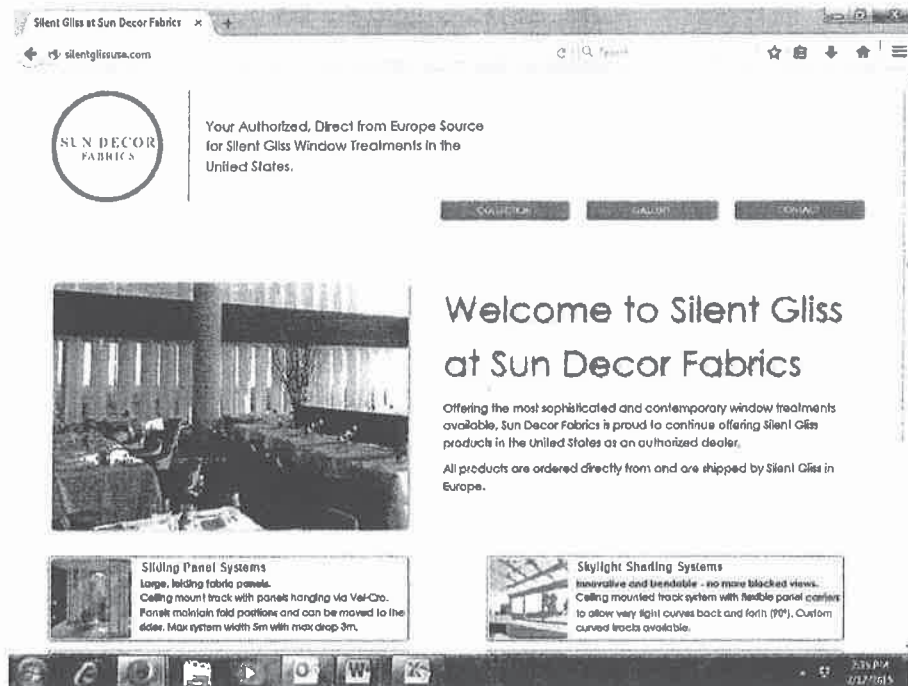 Silent Gliss at Sun Decor Fabrics
silentglissusa.com
Search
SUN DECOR
FABRICS
Your Authorized, Direct from Europe Source
for Silent Gliss Window Treatments in the
United States.
COLLECTION
GALLERY
CONTACT
Welcome to Silent Gliss
at Sun Decor Fabrics
Offering the most sophisticated and contemporary window treatments
available, Sun Decor Fabrics is proud to continue offering Silent Gliss
products in the United States as an authorized dealer.
All products are ordered directly from and are shipped by Silent Gliss in
Europe.
Sliding Panel Systems
Large, folding fabric panels.
Ceiling mount track with panels hanging via Vel-Cro.
Panels maintain fold positions and can be moved to the
sides. Max system width 5m with max drop 3m.
Skylight Shading Systems
Innovative and bendable - no more blocked views.
Ceiling mounted track system with flexible panel carriers
to allow very tight curves back and forth (90°). Custom
curved tracks available.
2:35 PM
2/12/2015